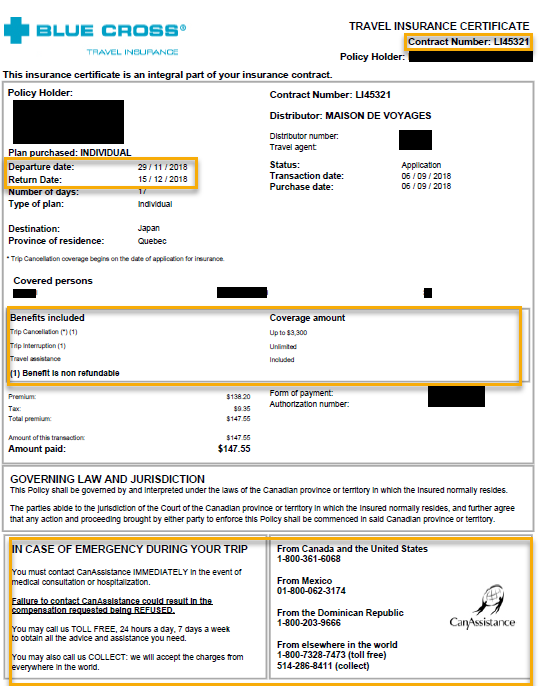 BLUE CROSS®
TRAVEL INSURANCE
TRAVEL INSURANCE CERTIFICATE
Contract Number: LI45321
Policy Holder:
This insurance certificate is an integral part of your insurance contract.
Policy Holder:
Plan purchased: INDIVIDUAL
Departure date: 29 / 11 / 2018
Return Date: 15 / 12 / 2018
Number of days: 17
Type of plan: Individual
Destination: Japan
Province of residence: Quebec
Contract Number: LI45321
Distributor: MAISON DE VOYAGES
Distributor number:
Travel agent:
Status: Application
Transaction date: 06 / 09 / 2018
Purchase date: 06 / 09 / 2018
* Trip Cancellation coverage begins on the date of application for insurance.
Covered persons
Benefits included Coverage amount
Trip Cancellation (*) (1) Up to $3,300
Trip Interruption (1) Unlimited
Travel assistance Included
(1) Benefit is non refundable
Premium: $138.20
Tax: $9.35
Total premium: $147.55
Amount of this transaction: $147.55
Amount paid: $147.55
Form of payment:
Authorization number:
GOVERNING LAW AND JURISDICTION
This Policy shall be governed by and interpreted under the laws of the Canadian province or territory in which the Insured normally resides.
The parties abide to the jurisdiction of the Court of the Canadian province or territory in which the Insured normally resides, and further agree
that any action and proceeding brought by either party to enforce this Policy shall be commenced in said Canadian province or territory.
IN CASE OF EMERGENCY DURING YOUR TRIP
You must contact CanAssistance IMMEDIATELY in the event of
medical consultation or hospitalization.
Failure to contact CanAssistance could result in the
compensation requested being REFUSED.
You may call us TOLL FREE, 24 hours a day, 7 days a week
to obtain all the advice and assistance you need.
You may also call us COLLECT: we will accept the charges from
everywhere in the world.
From Canada and the United States
1-800-361-6068
From Mexico
01-800-062-3174
From the Dominican Republic
1-800-203-9666
From elsewhere in the world
1-800-7328-7473 (toll free)
514-286-8411 (collect)
CanAssistance